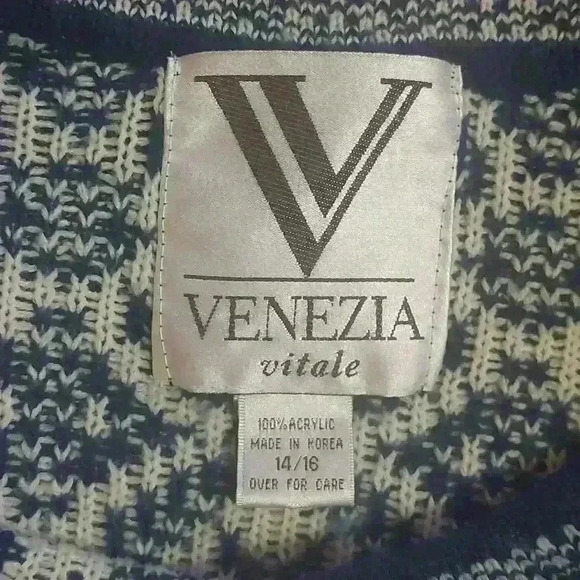 V
VENEZIA
vitale
100% ACRYLIC
MADE IN KOREA
14/16
OVER FOR CARE